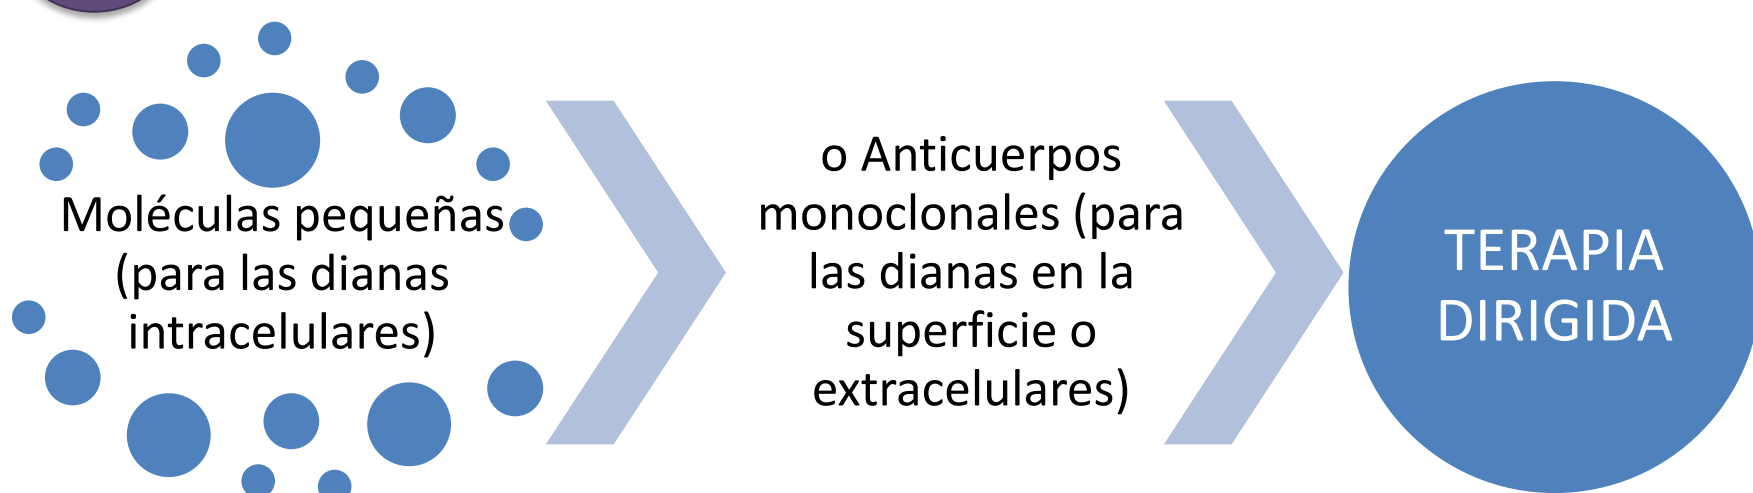 Moléculas pequeñas
(para las dianas
intracelulares)
o Anticuerpos
monoclonales (para
las dianas en la
superficie o
extracelulares)
TERAPIA
DIRIGIDA